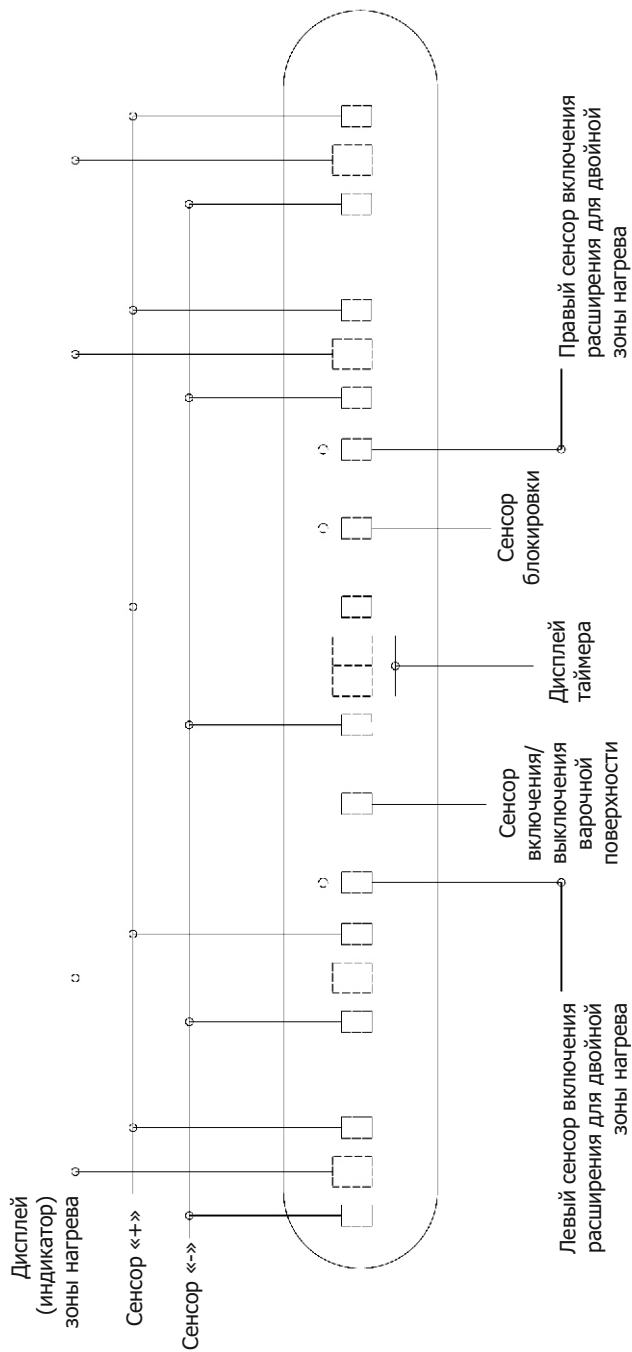 Дисплей
(индикатор)
зоны нагрева
Сенсор «+»
Сенсор «-»
Левый сенсор включения
расширения для двойной
зоны нагрева
Сенсор
включения/
выключения
варочной
поверхности
Дисплей
таймера
Сенсор
блокировки
Правый сенсор включения
расширения для двойной
зоны нагрева